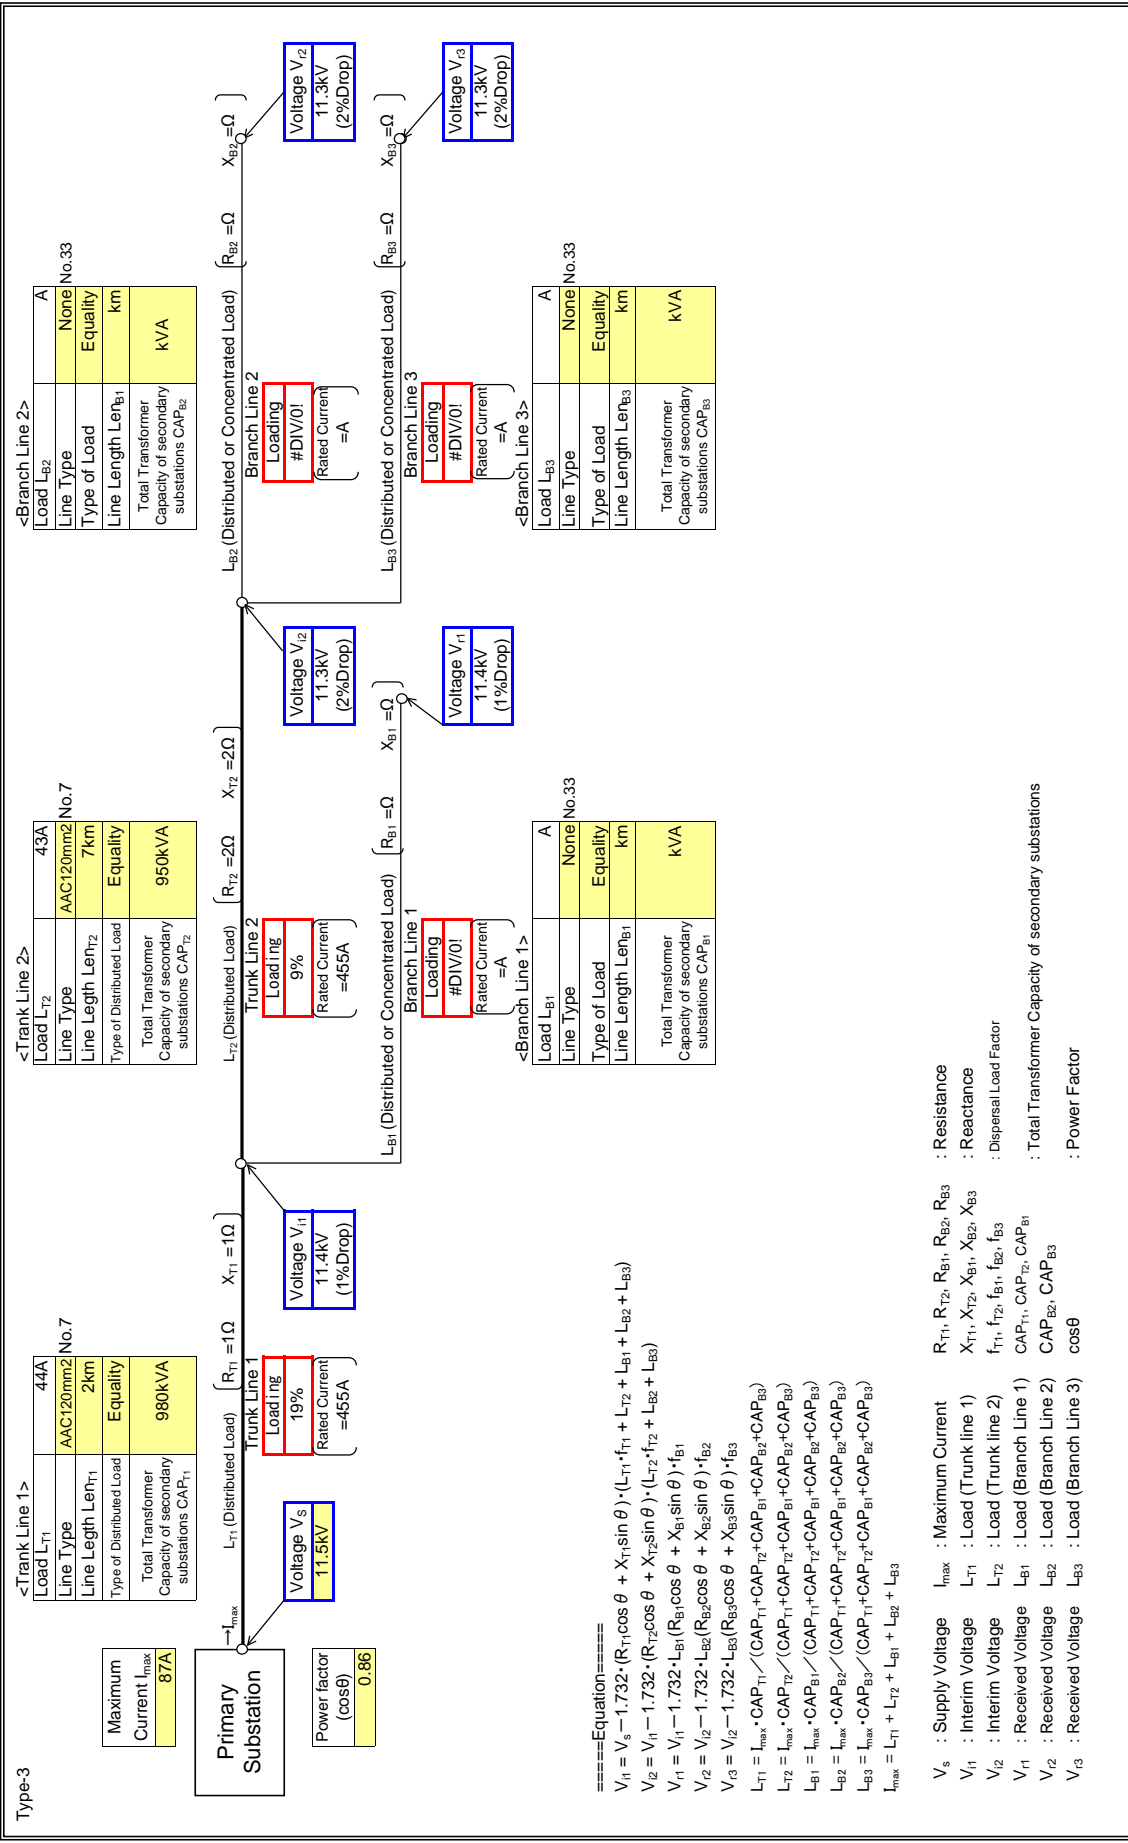 Type-3
Maximum
Current Imax
87A
Primary
Substation
Power factor
(cosθ)
0.86
→Imax
Voltage VS
11.5kV
<Trank Line 1>
Load LT1 44A
Line Type AAC120mm2 No.7
Line Legth LenT1 2km
Type of Distributed Load Equality
Total Transformer
Capacity of secondary
substations CAPT1
980kVA
LT1 (Distributed Load) RT1 =1Ω XT1 =1Ω
Trunk Line 1
Loading
19%
Rated Current
=455A
Voltage Vi1
11.4kV
(1%Drop)
<Trank Line 2>
Load LT2 43A
Line Type AAC120mm2 No.7
Line Legth LenT2 7km
Type of Distributed Load Equality
Total Transformer
Capacity of secondary
substations CAPT2
950kVA
LT2 (Distributed Load) RT2 =2Ω XT2 =2Ω
Trunk Line 2
Loading
9%
Rated Current
=455A
Voltage Vi2
11.3kV
(2%Drop)
LB1 (Distributed or Concentrated Load) RB1 =Ω XB1 =Ω
Branch Line 1
Loading
#DIV/0!
Rated Current
=A
Voltage Vr1
11.4kV
(1%Drop)
<Branch Line 1>
Load LB1 A
Line Type None No.33
Type of Load Equality
Line Length LenB1 km
Total Transformer
Capacity of secondary
substations CAPB1
kVA
<Branch Line 2>
Load LB2 A
Line Type None No.33
Type of Load Equality
Line Length LenB1 km
Total Transformer
Capacity of secondary
substations CAPB2
kVA
LB2 (Distributed or Concentrated Load) RB2 =Ω XB2 =Ω
Branch Line 2
Loading
#DIV/0!
Rated Current
=A
Voltage Vr2
11.3kV
(2%Drop)
LB3 (Distributed or Concentrated Load) RB3 =Ω XB3 =Ω
Branch Line 3
Loading
#DIV/0!
Rated Current
=A
Voltage Vr3
11.3kV
(2%Drop)
<Branch Line 3>
Load LB3 A
Line Type None No.33
Type of Load Equality
Line Length LenB3 km
Total Transformer
Capacity of secondary
substations CAPB3
kVA
=====Equation=====
Vi1 = Vs－1.732・(RT1cos θ + XT1sin θ)・(LT1・fT1 + LT2 + LB1 + LB2 + LB3)
Vi2 = Vi1－1.732・(RT2cos θ + XT2sin θ)・(LT2・fT2 + LB2 + LB3)
Vr1 = Vi1－1.732・LB1(RB1cos θ + XB1sin θ)・fB1
Vr2 = Vi2－1.732・LB2(RB2cos θ + XB2sin θ)・fB2
Vr3 = Vi2－1.732・LB3(RB3cos θ + XB3sin θ)・fB3
LT1 = Imax・CAPT1／(CAPT1+CAPT2+CAPB1+CAPB2+CAPB3)
LT2 = Imax・CAPT2／(CAPT1+CAPT2+CAPB1+CAPB2+CAPB3)
LB1 = Imax・CAPB1／(CAPT1+CAPT2+CAPB1+CAPB2+CAPB3)
LB2 = Imax・CAPB2／(CAPT1+CAPT2+CAPB1+CAPB2+CAPB3)
LB3 = Imax・CAPB3／(CAPT1+CAPT2+CAPB1+CAPB2+CAPB3)
Imax = LT1 + LT2 + LB1 + LB2 + LB3
Vs : Supply Voltage Imax : Maximum Current RT1, RT2, RB1, RB2, RB3 : Resistance
Vi1 : Interim Voltage LT1 : Load (Trunk line 1) XT1, XT2, XB1, XB2, XB3 : Reactance
Vi2 : Interim Voltage LT2 : Load (Trunk line 2) fT1, fT2, fB1, fB2, fB3 : Dispersal Load Factor
Vr1 : Received Voltage LB1 : Load (Branch Line 1) CAPT1, CAPT2, CAPB1
Vr2 : Received Voltage LB2 : Load (Branch Line 2) CAPB2, CAPB3 : Total Transformer Capacity of secondary substations
Vr3 : Received Voltage LB3 : Load (Branch Line 3) cosθ : Power Factor